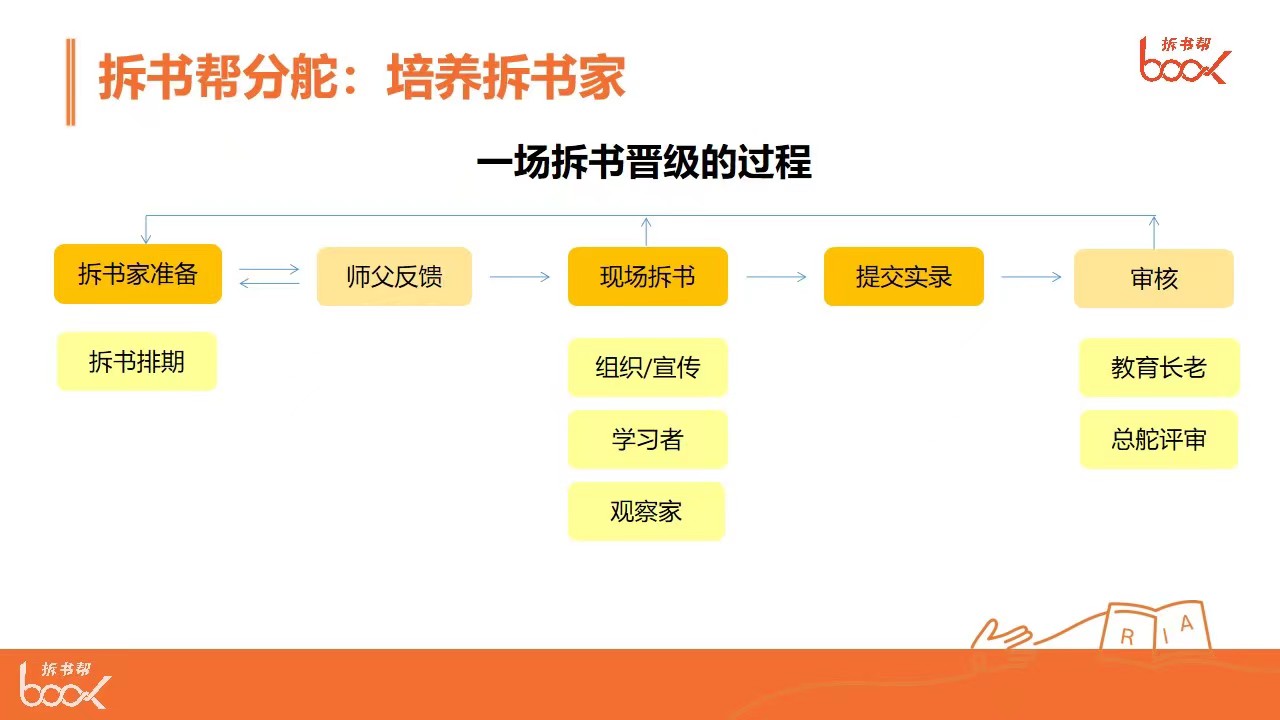 拆书帮分舵：培养拆书家
拆书帮
book
一场拆书晋级的过程
拆书家准备
师父反馈
现场拆书
提交实录
审核
拆书排期
组织/宣传
教育长老
学习者
总舵评审
观察家
R I A
拆书帮
book